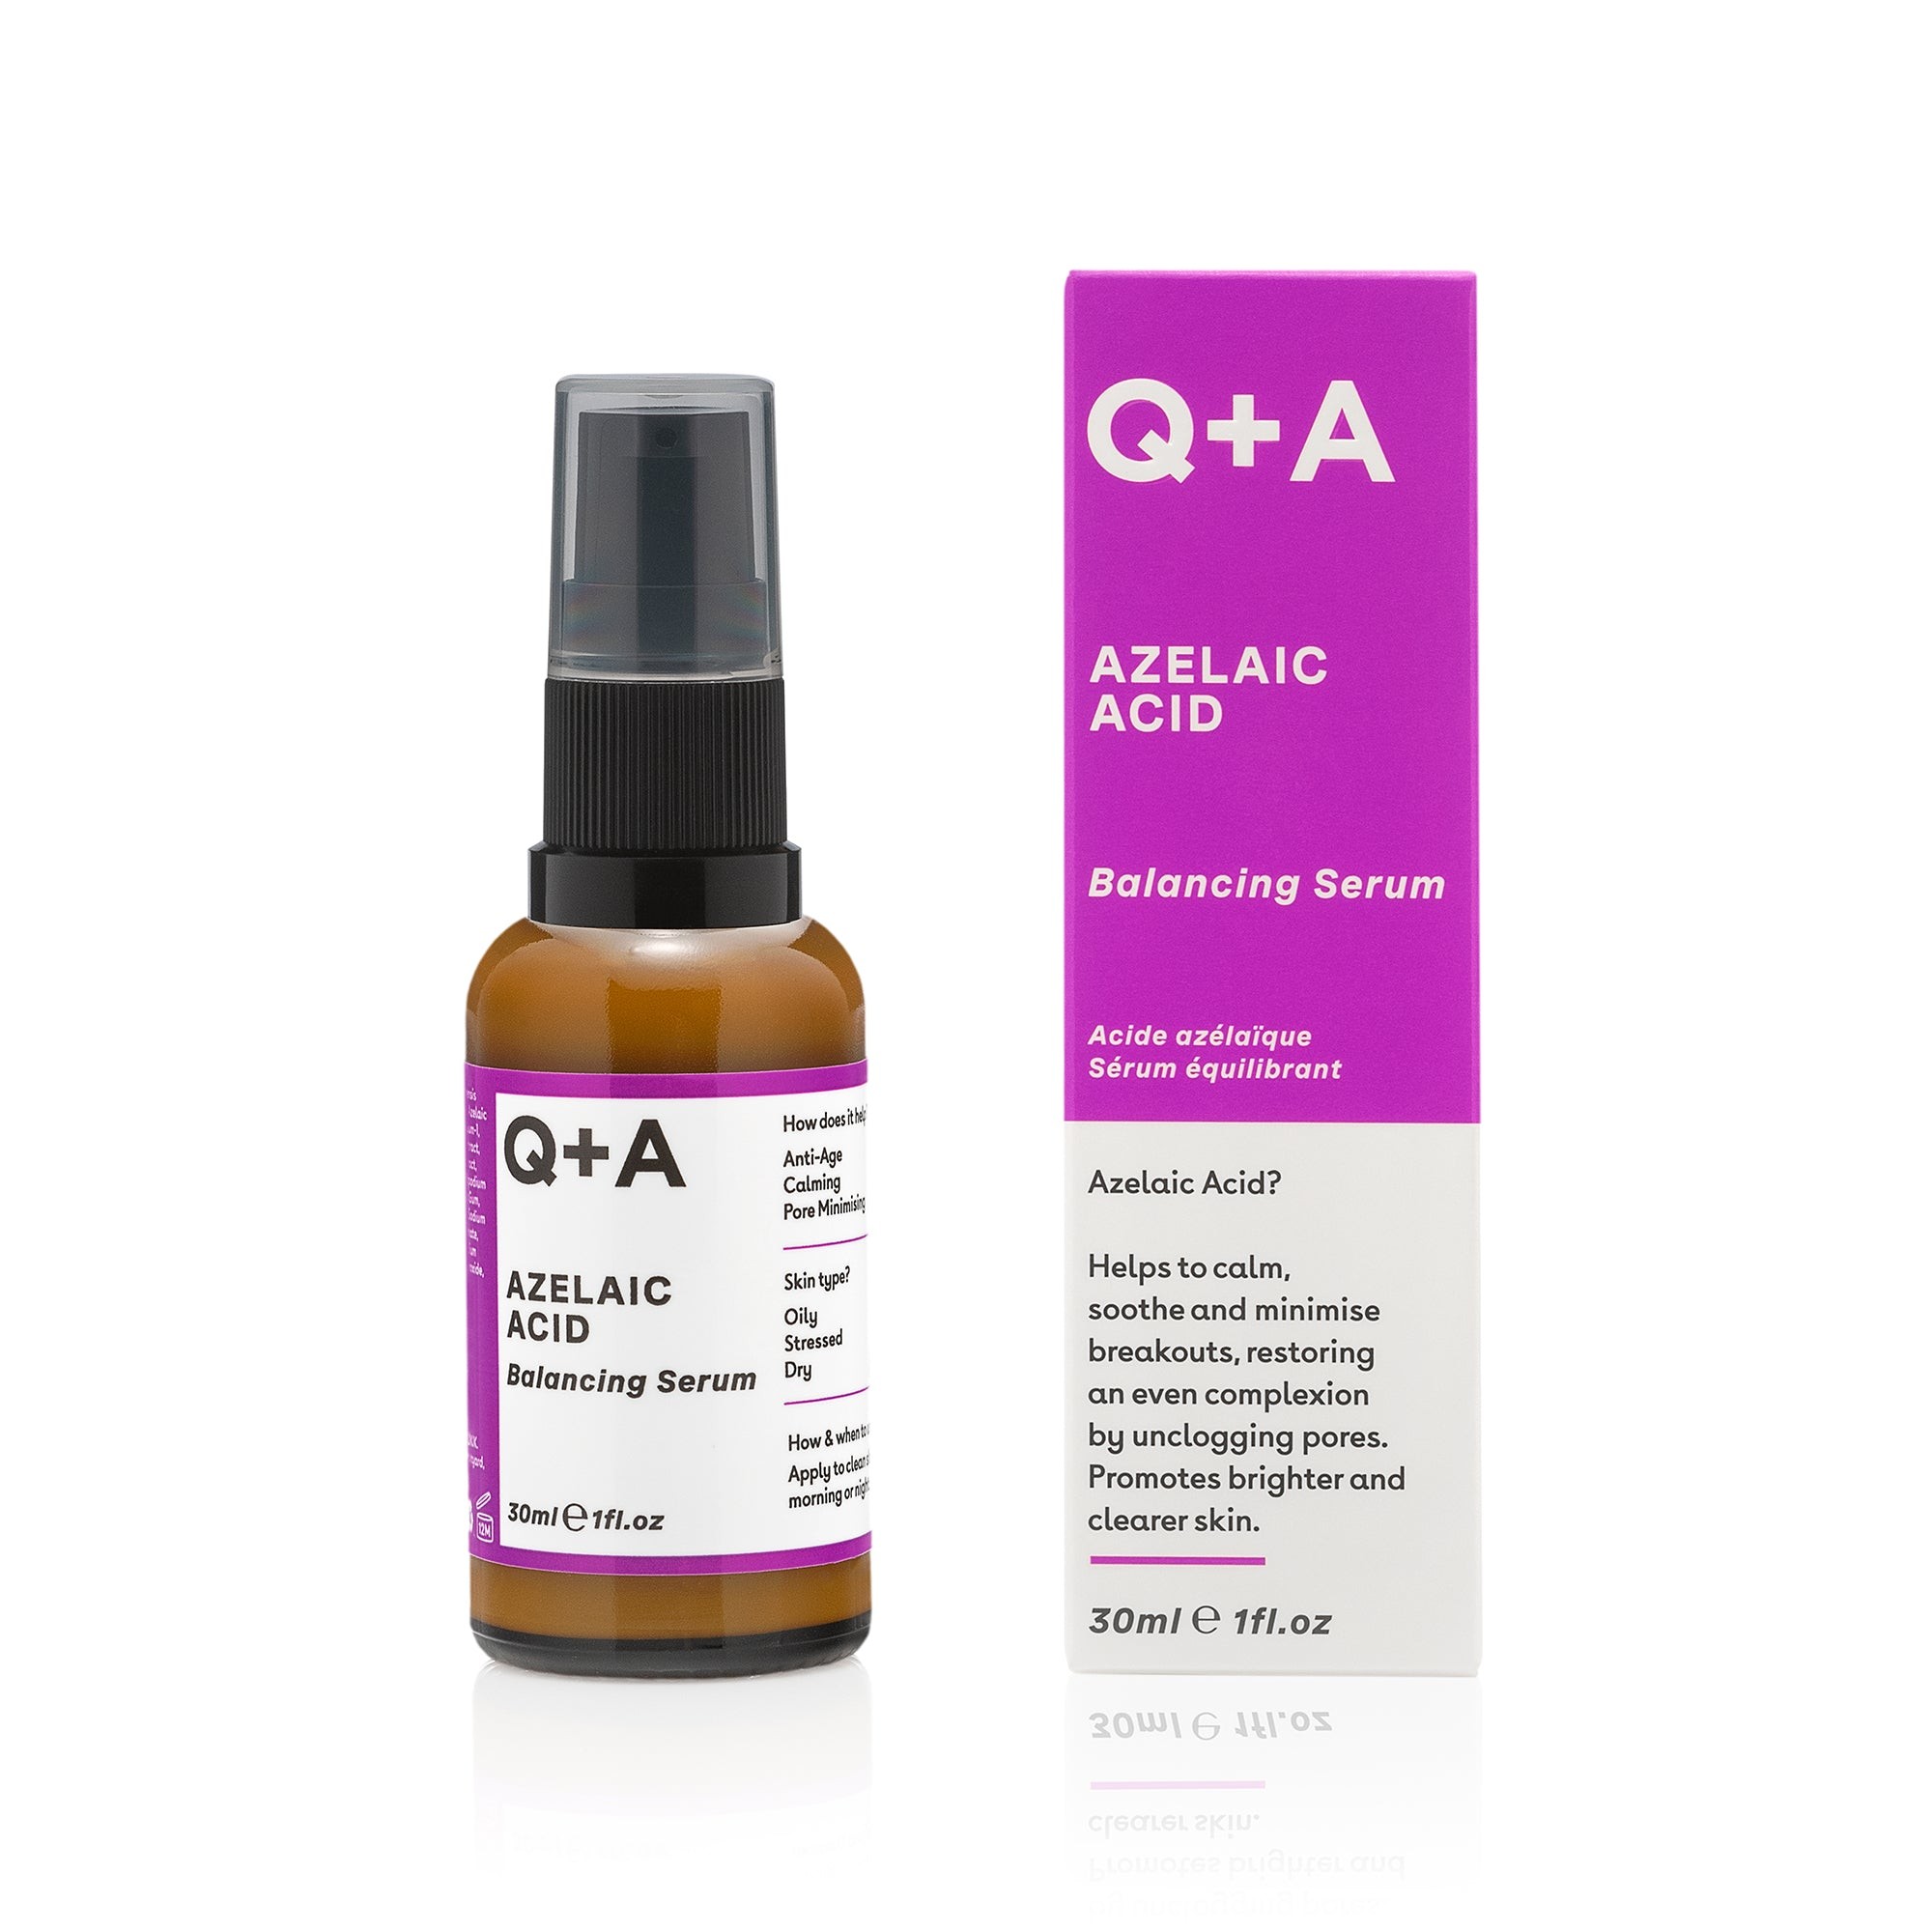 Q+A
AZELAIC
ACID
Balancing Serum
30ml e 1fl.oz
How does it
Anti-Age
Calming
Pore Minimising
Skin type?
Oily
Stressed
Dry
How & when to
Apply to clean
morning or night
12M
Q+A
AZELAIC
ACID
Balancing Serum
Acide azélaïque
Sérum équilibrant
Azelaic Acid?
Helps to calm,
soothe and minimise
breakouts, restoring
an even complexion
by unclogging pores.
Promotes brighter and
clearer skin.
30ml e 1fl.oz